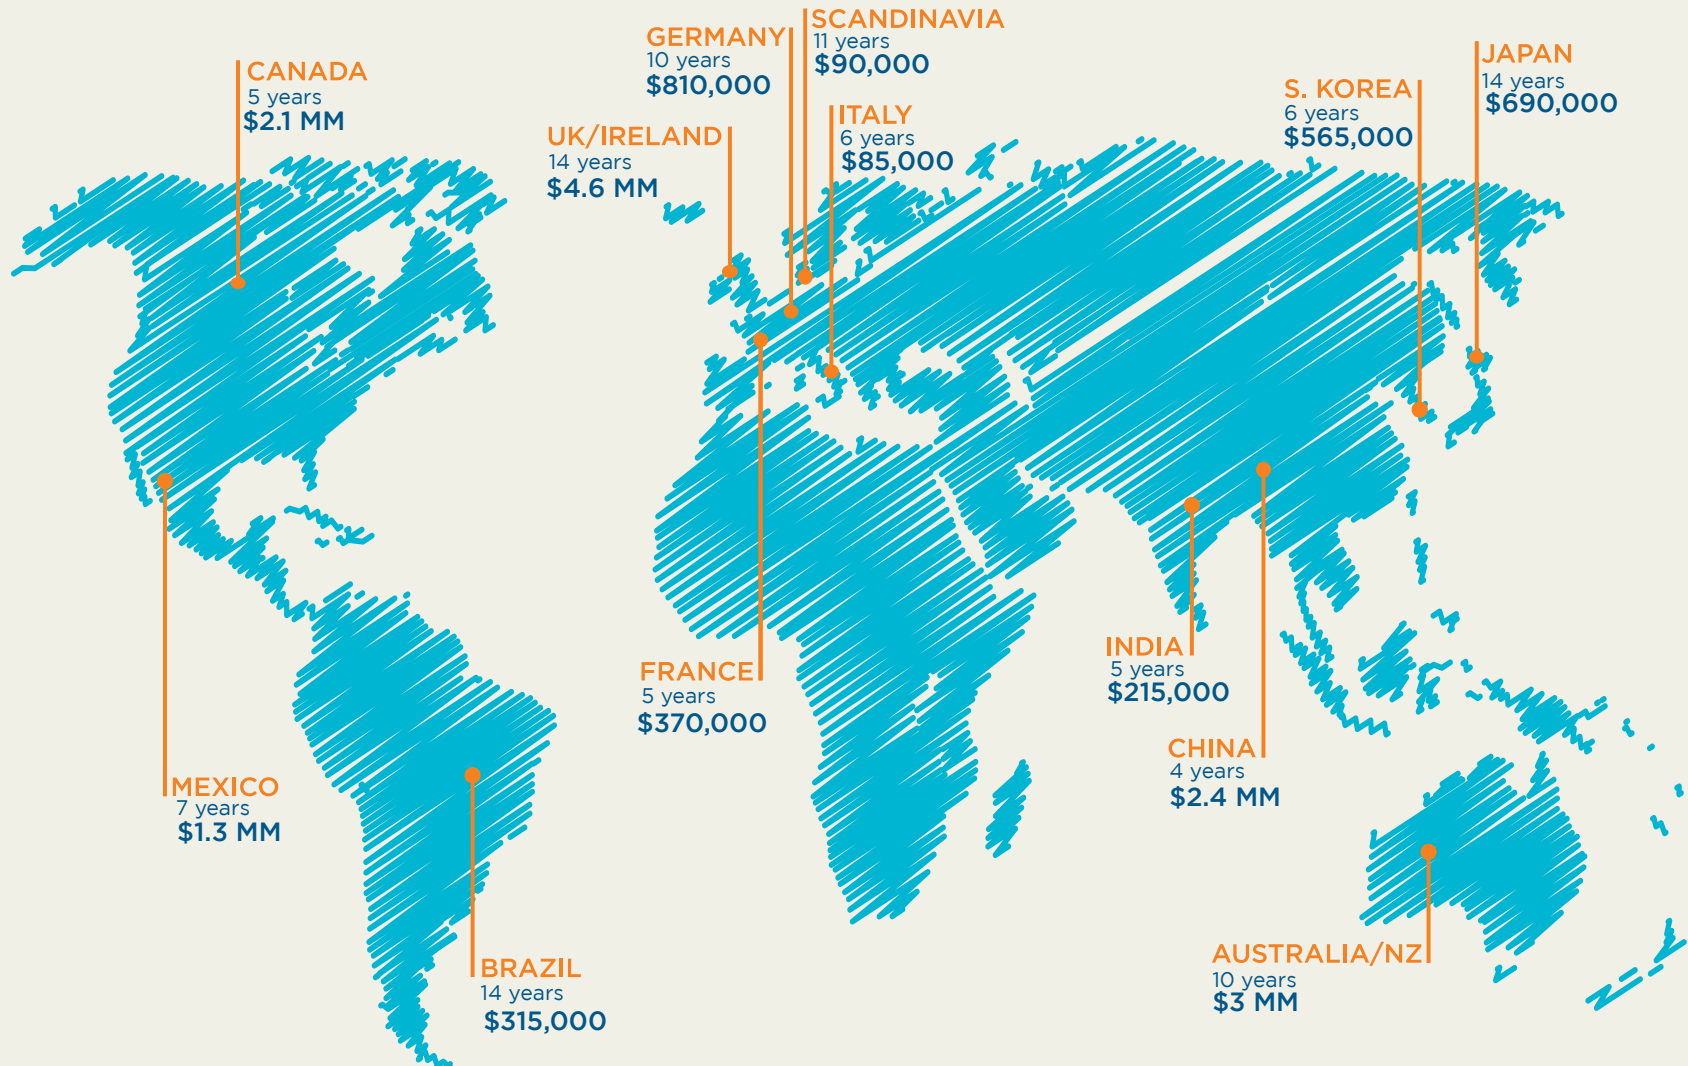 CANADA
5 years
$2.1 MM
UK/IRELAND
14 years
$4.6 MM
GERMANY
10 years
$810,000
SCANDINAVIA
11 years
$90,000
ITALY
6 years
$85,000
S. KOREA
6 years
$565,000
JAPAN
14 years
$690,000
FRANCE
5 years
$370,000
INDIA
5 years
$215,000
CHINA
4 years
$2.4 MM
MEXICO
7 years
$1.3 MM
BRAZIL
14 years
$315,000
AUSTRALIA/NZ
10 years
$3 MM